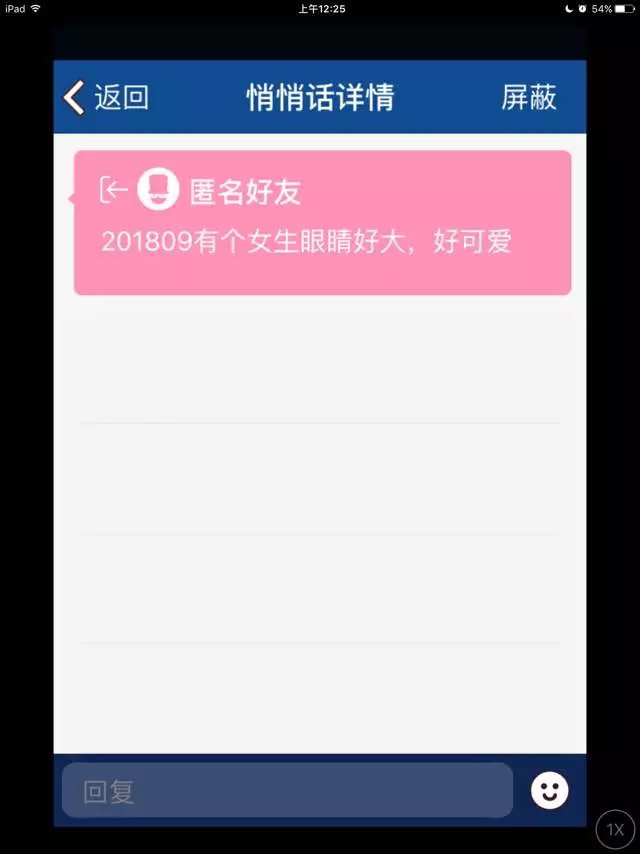 iPad 上午12:25 54%
返回 悄悄话详情 屏蔽
匿名好友
201809有个女生眼睛好大，好可爱
回复
1X